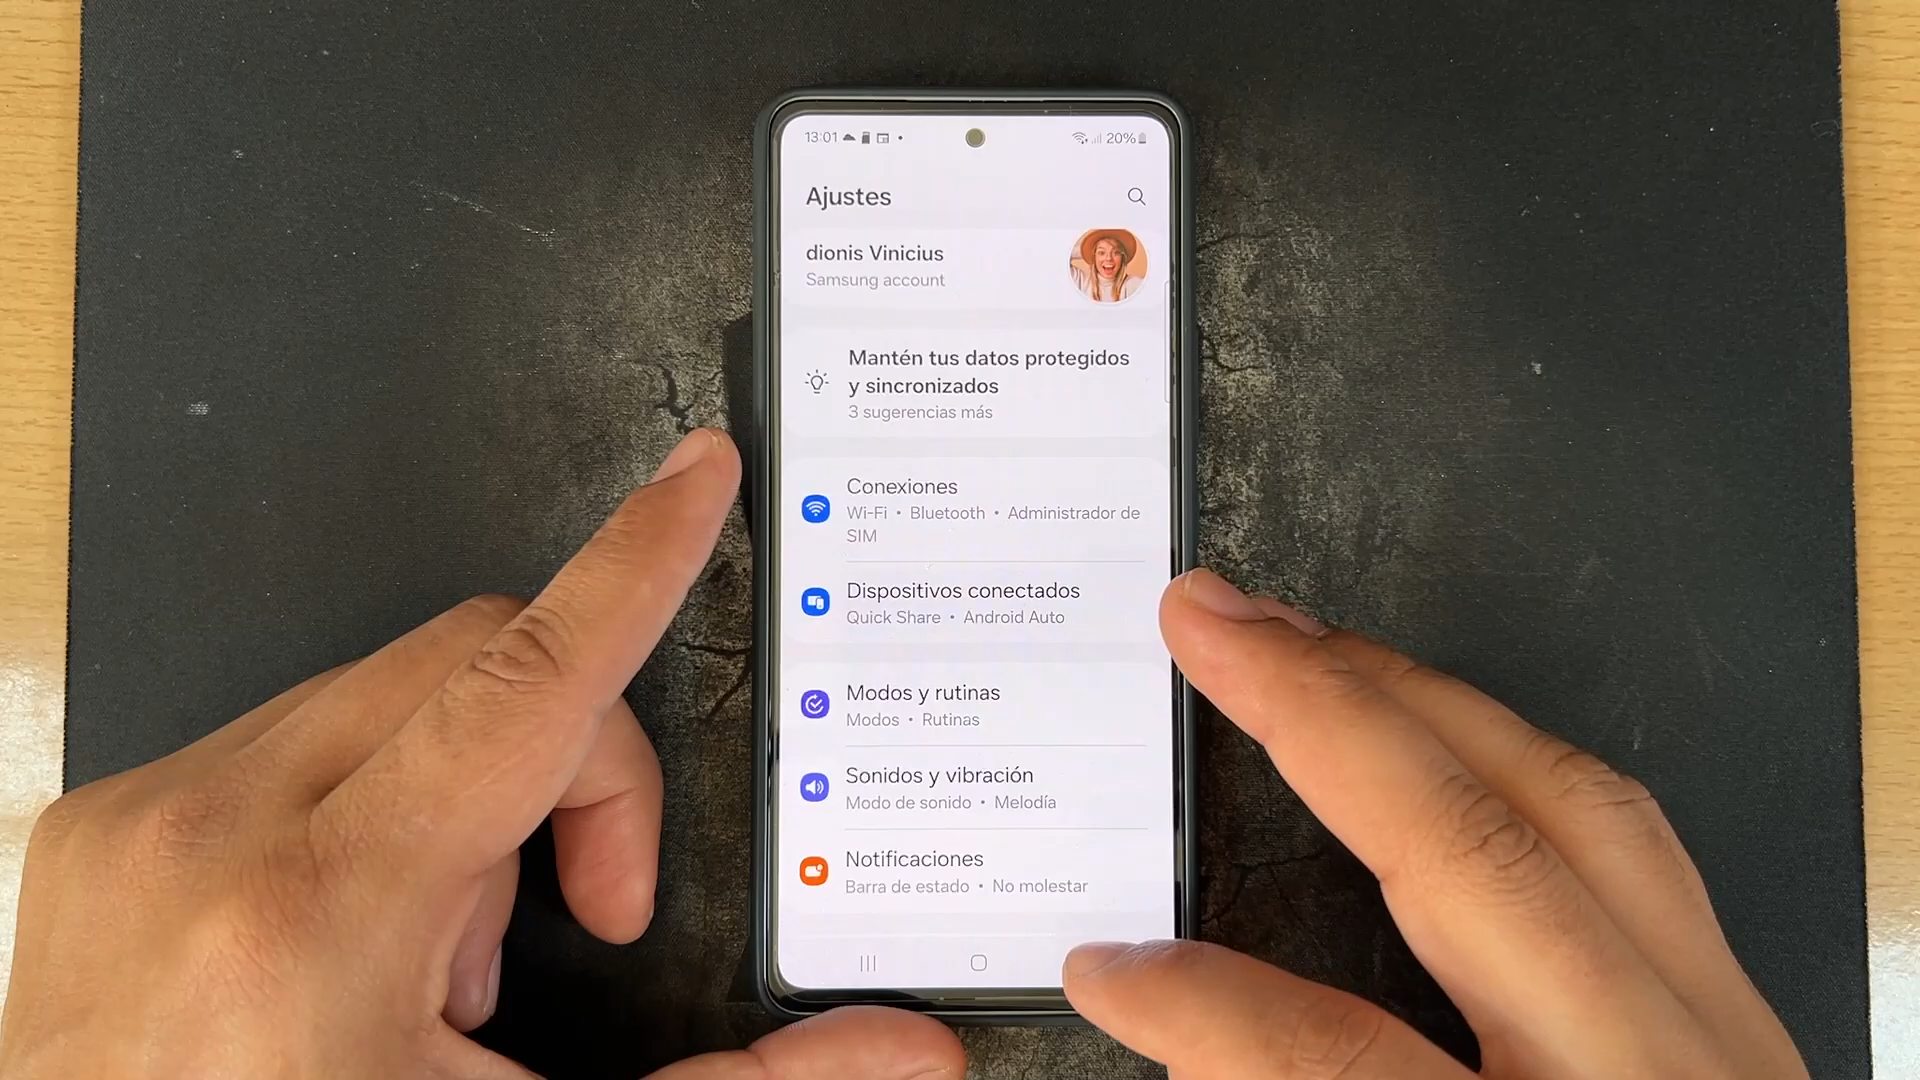 13:01
20%
Ajustes
dionis Vinicius
Samsung account
Mantén tus datos protegidos
y sincronizados
3 sugerencias más
Conexiones
Wi-Fi • Bluetooth • Administrador de
SIM
Dispositivos conectados
Quick Share • Android Auto
Modos y rutinas
Modos • Rutinas
Sonidos y vibración
Modo de sonido • Melodía
Notificaciones
Barra de estado • No molestar